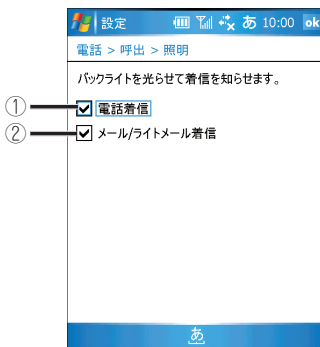 設定 あ 10:00 ok
電話 > 呼出 > 照明
バックライトを光らせて着信を知らせます。
① 電話着信
② メール/ライトメール着信
あ